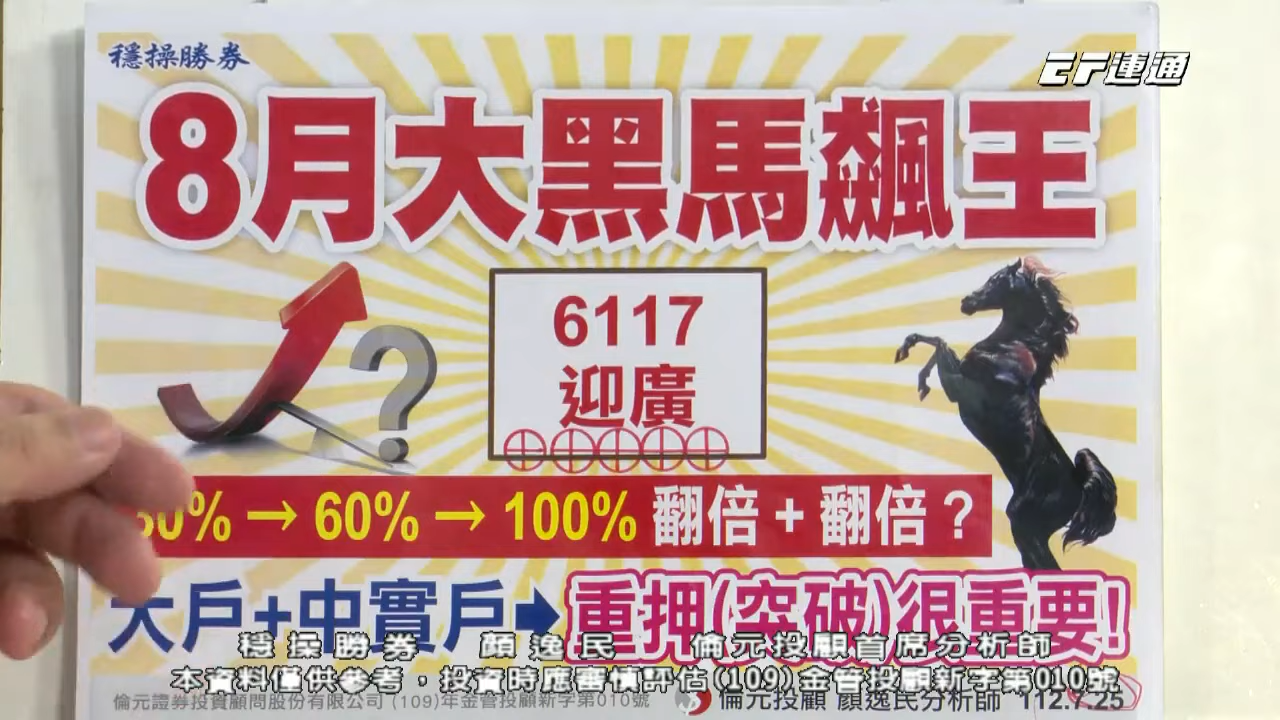 穩操勝券
EF運通
8月大黑馬飆王
6117
迎廣
30% → 60% → 100% 翻倍 + 翻倍？
大戶+中實戶➡重押(突破)很重要!
穩操勝券 顏逸民 倫元投顧首席分析師
本資料僅供參考，投資時應審慎評估(109)金管投顧新字第010號
倫元證券投資顧問股份有限公司 (109)年金管投顧新字第010號 倫元投顧 顏逸民分析師 112.7.25